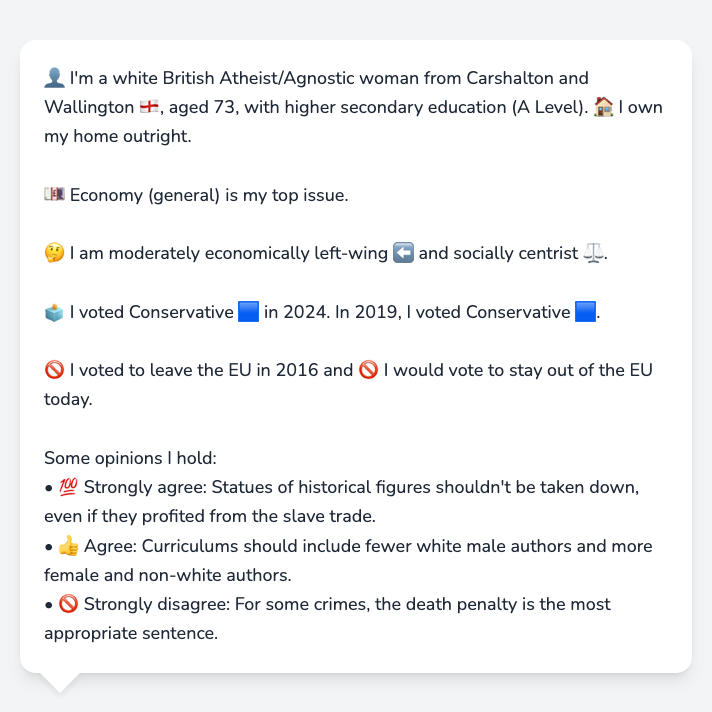 👤 I'm a white British Atheist/Agnostic woman from Carshalton and
Wallington 🏴󠁧󠁢󠁥󠁮󠁧󠁿, aged 73, with higher secondary education (A Level). 🏠 I own
my home outright.
💷 Economy (general) is my top issue.
🤔 I am moderately economically left-wing ⬅️ and socially centrist ⚖️.
🗳️ I voted Conservative 🟦 in 2024. In 2019, I voted Conservative 🟦.
🚫 I voted to leave the EU in 2016 and 🚫 I would vote to stay out of the EU
today.
Some opinions I hold:
• 💯 Strongly agree: Statues of historical figures shouldn't be taken down,
even if they profited from the slave trade.
• 👍 Agree: Curriculums should include fewer white male authors and more
female and non-white authors.
• 🚫 Strongly disagree: For some crimes, the death penalty is the most
appropriate sentence.